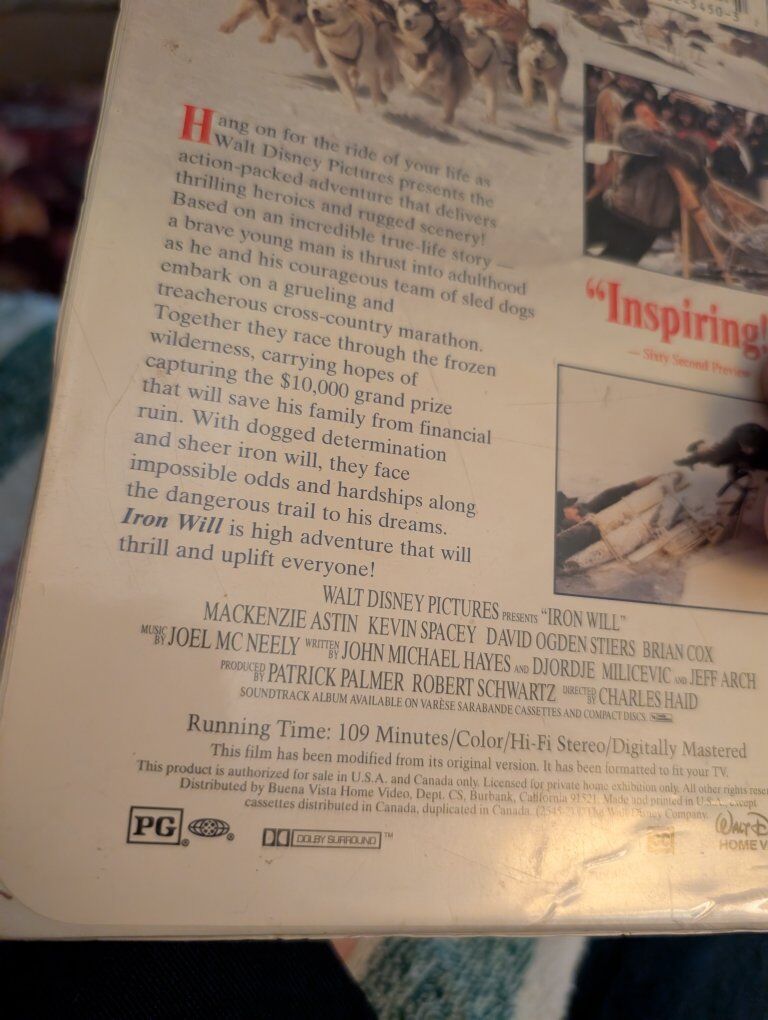 5450-3
Hang on for the ride of your life as
Walt Disney Pictures presents the
action-packed adventure that delivers
thrilling heroics and rugged scenery!
Based on an incredible true-life story —
a brave young man is thrust into adulthood
as he and his courageous team of sled dogs
embark on a grueling and
treacherous cross-country marathon.
Together they race through the frozen
wilderness, carrying hopes of
capturing the $10,000 grand prize
that will save his family from financial
ruin. With dogged determination
and sheer iron will, they face
impossible odds and hardships along
the dangerous trail to his dreams.
Iron Will is high adventure that will
thrill and uplift everyone!
“Inspiring!
— Sixty Second Preview
WALT DISNEY PICTURES PRESENTS “IRON WILL”
MACKENZIE ASTIN KEVIN SPACEY DAVID OGDEN STIERS BRIAN COX
MUSIC BY JOEL MC NEELY WRITTEN BY JOHN MICHAEL HAYES AND DJORDJE MILICEVIC AND JEFF ARCH
PRODUCED BY PATRICK PALMER ROBERT SCHWARTZ DIRECTED BY CHARLES HAID
SOUNDTRACK ALBUM AVAILABLE ON VARÈSE SARABANDE CASSETTES AND COMPACT DISCS.
Running Time: 109 Minutes/Color/Hi-Fi Stereo/Digitally Mastered
This film has been modified from its original version. It has been formatted to fit your TV.
This product is authorized for sale in U.S.A. and Canada only. Licensed for private home exhibition only. All other rights
Distributed by Buena Vista Home Video, Dept. CS, Burbank, California 91521. Made and printed in U.S.A. except
cassettes distributed in Canada, duplicated in Canada. The Walt Disney Company.
PG
DOLBY SURROUND ™
WALT D
HOME V